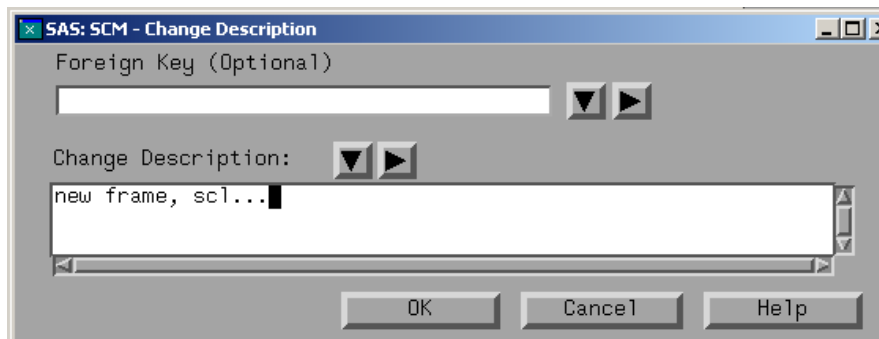 SAS: SCM - Change Description
Foreign Key (Optional)
Change Description:
new frame, scl...
OK Cancel Help